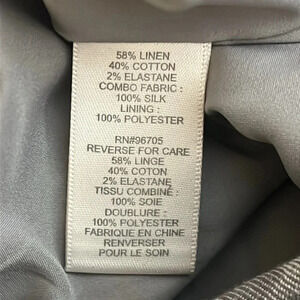 58% LINEN
40% COTTON
2% ELASTANE
COMBO FABRIC :
100% SILK
LINING :
100% POLYESTER
RN#96705
REVERSE FOR CARE
58% LINGE
40% COTON
2% ELASTANE
TISSU COMBINÉ :
100% SOIE
DOUBLURE :
100% POLYESTER
FABRIQUE EN CHINE
RENVERSER
POUR LE SOIN